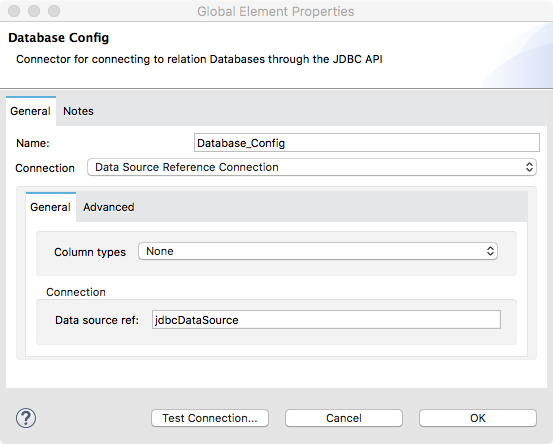 Global Element Properties
Database Config
Connector for connecting to relation Databases through the JDBC API
General Notes
Name: Database_Config
Connection Data Source Reference Connection
General Advanced
Column types None
Connection
Data source ref: jdbcDataSource
? Test Connection... Cancel OK